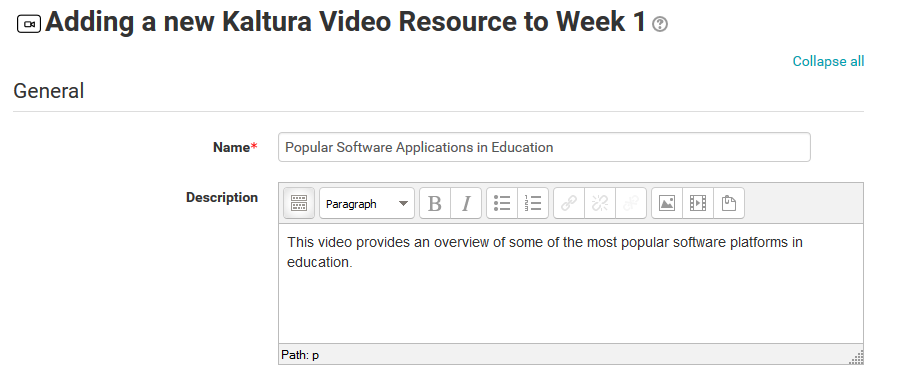 Adding a new Kaltura Video Resource to Week 1
Collapse all
General
Name*
Popular Software Applications in Education
Description
Paragraph
B I
This video provides an overview of some of the most popular software platforms in
education.
Path: p